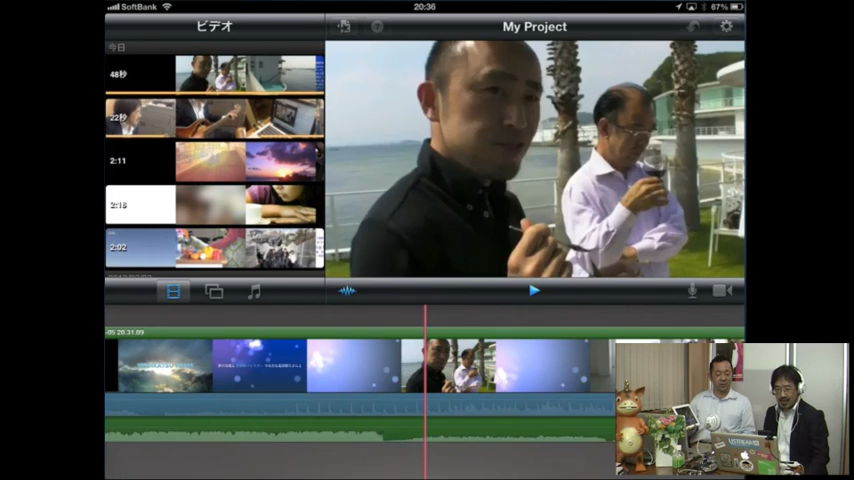 SoftBank
20:36
67%
ビデオ
My Project
今日
48秒
22秒
2:11
2:18
2:02
-05 20.31.09
USTREAM